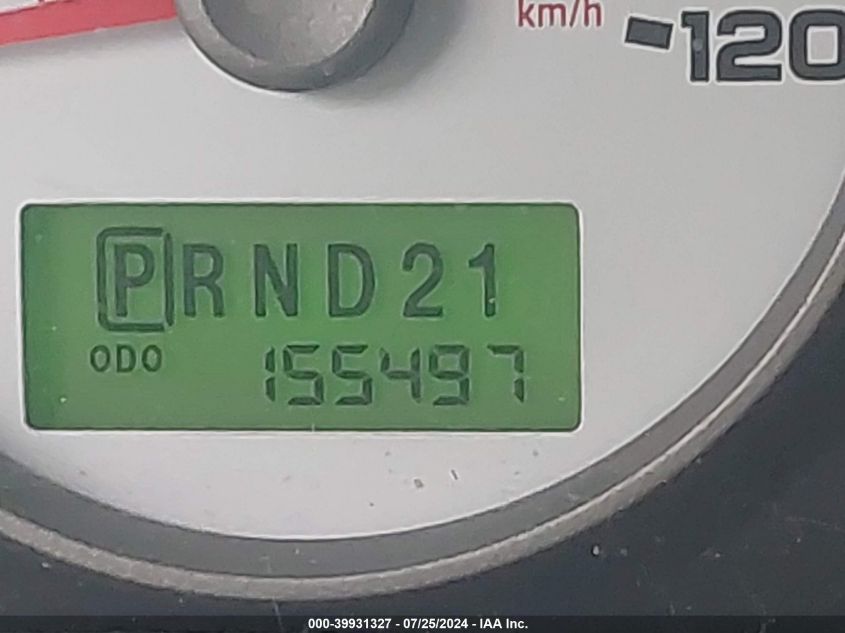 km/h
120
PRND21
ODO 155497
000-39931327 - 07/25/2024 - IAA Inc.